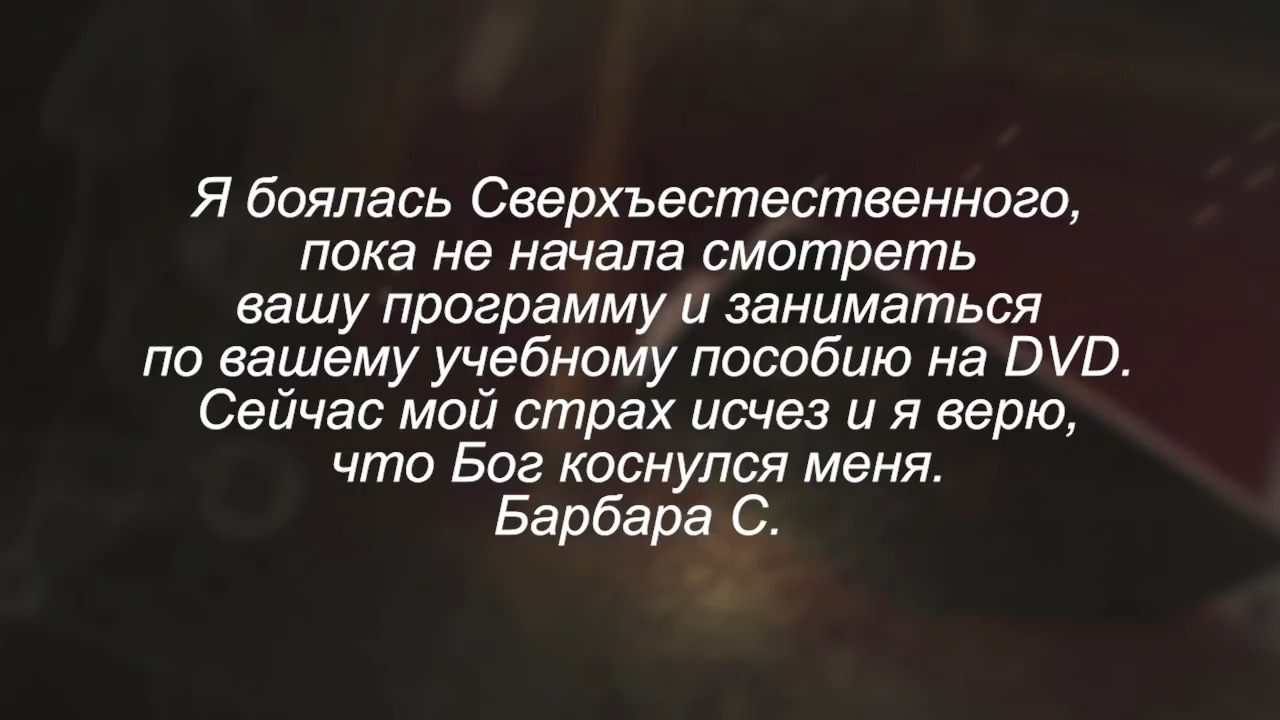 Я боялась Сверхъестественного,
пока не начала смотреть
вашу программу и заниматься
по вашему учебному пособию на DVD.
Сейчас мой страх исчез и я верю,
что Бог коснулся меня.
Барбара С.